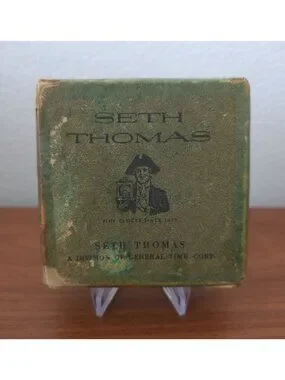 SETH
THOMAS
SETH THOMAS
A DIVISION OF GENERAL TIME CORP.